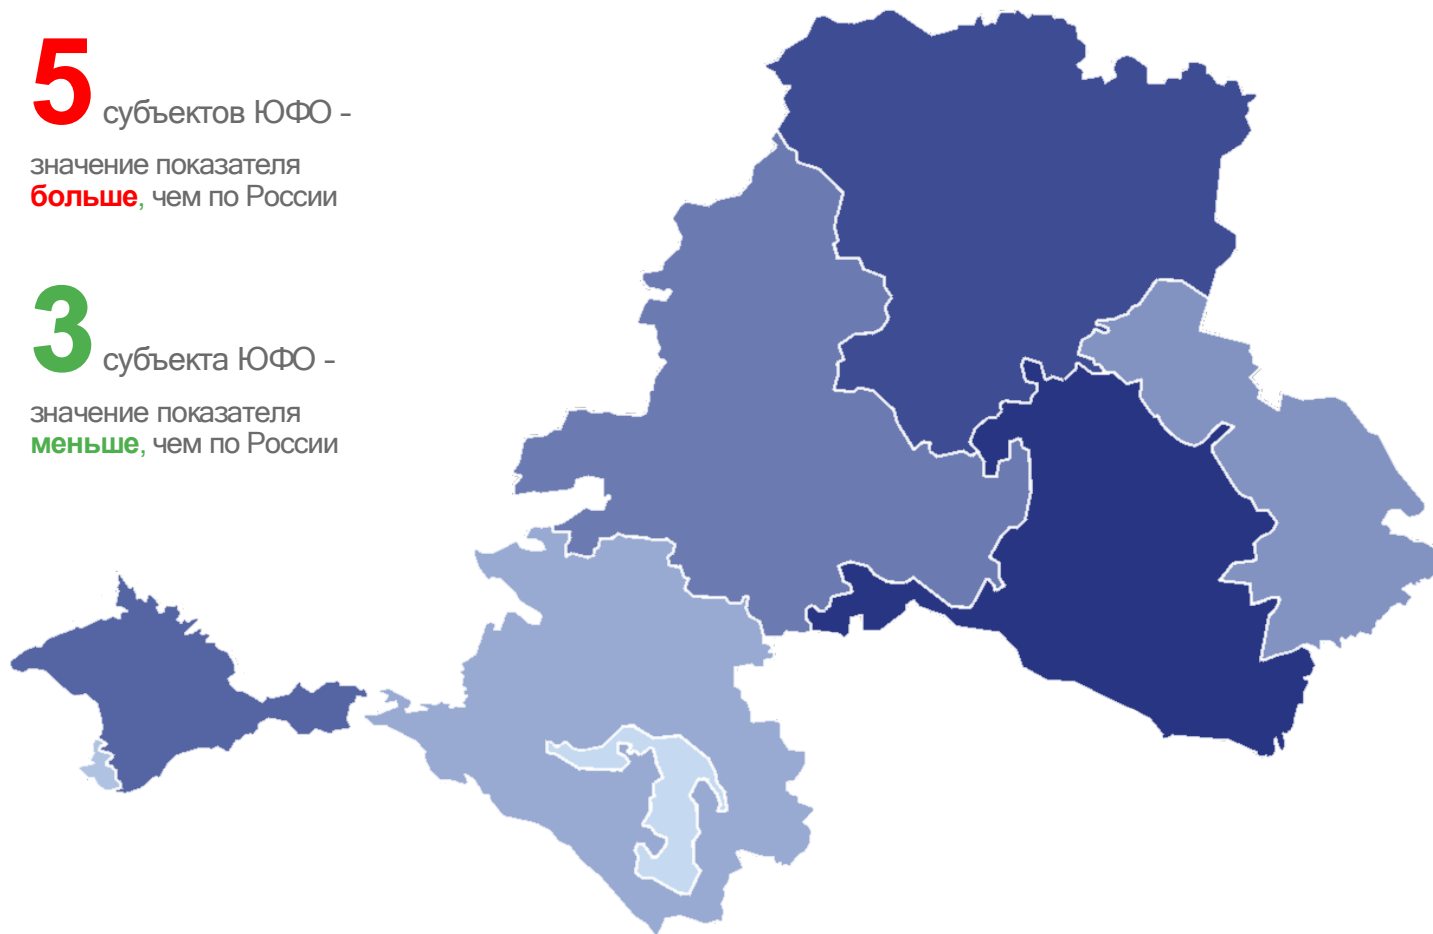 5 субъектов ЮФО -
значение показателя
больше, чем по России
3 субъекта ЮФО -
значение показателя
меньше, чем по России